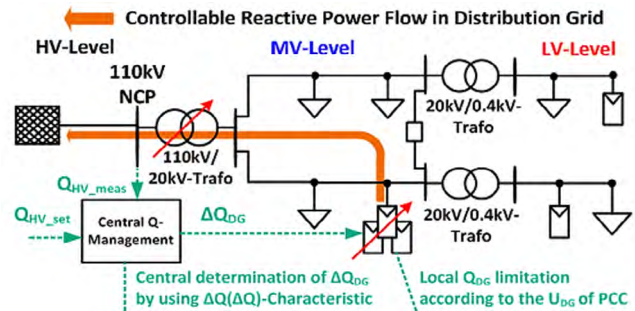 Controllable Reactive Power Flow in Distribution Grid
HV-Level
MV-Level
LV-Level
110kV
NCP
110kV/
20kV-Trafo
20kV/0.4kV-
Trafo
20kV/0.4kV-
Trafo
QHV_meas
QHV_set
Central Q-
Management
ΔQDG
Central determination of ΔQDG
by using ΔQ(ΔQ)-Characteristic
Local QDG limitation
according to the UDG of PCC